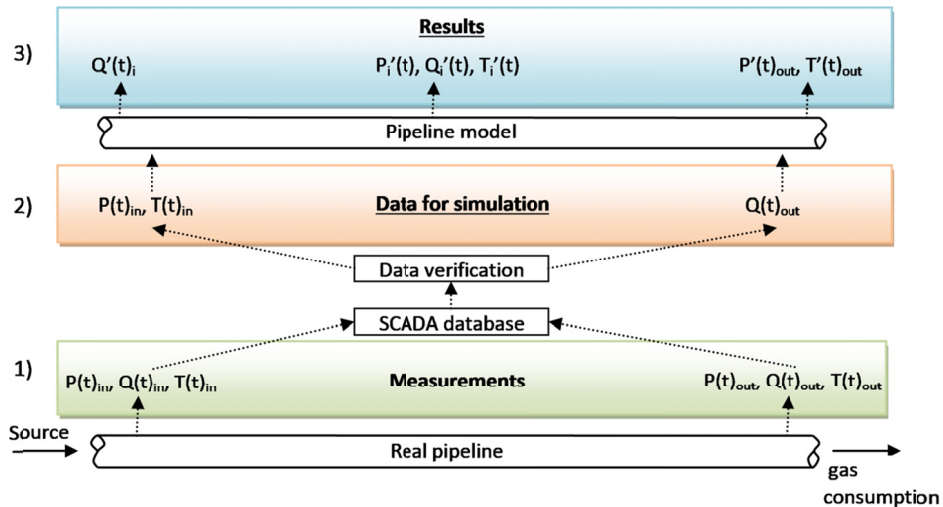 Results
3)
Q'(t)i
Pi'(t), Qi'(t), Ti'(t)
P'(t)out, T'(t)out
Pipeline model
2)
P(t)in, T(t)in
Data for simulation
Q(t)out
Data verification
SCADA database
1)
P(t)in, Q(t)in, T(t)in
Measurements
P(t)out, Q(t)out, T(t)out
Source
Real pipeline
gas
consumption